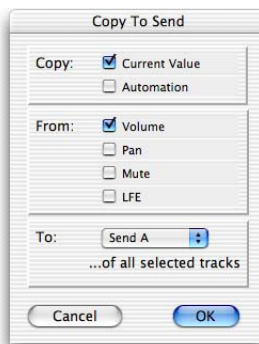 Copy To Send
Copy: Current Value
Automation
From: Volume
Pan
Mute
LFE
To: Send A
...of all selected tracks
Cancel OK